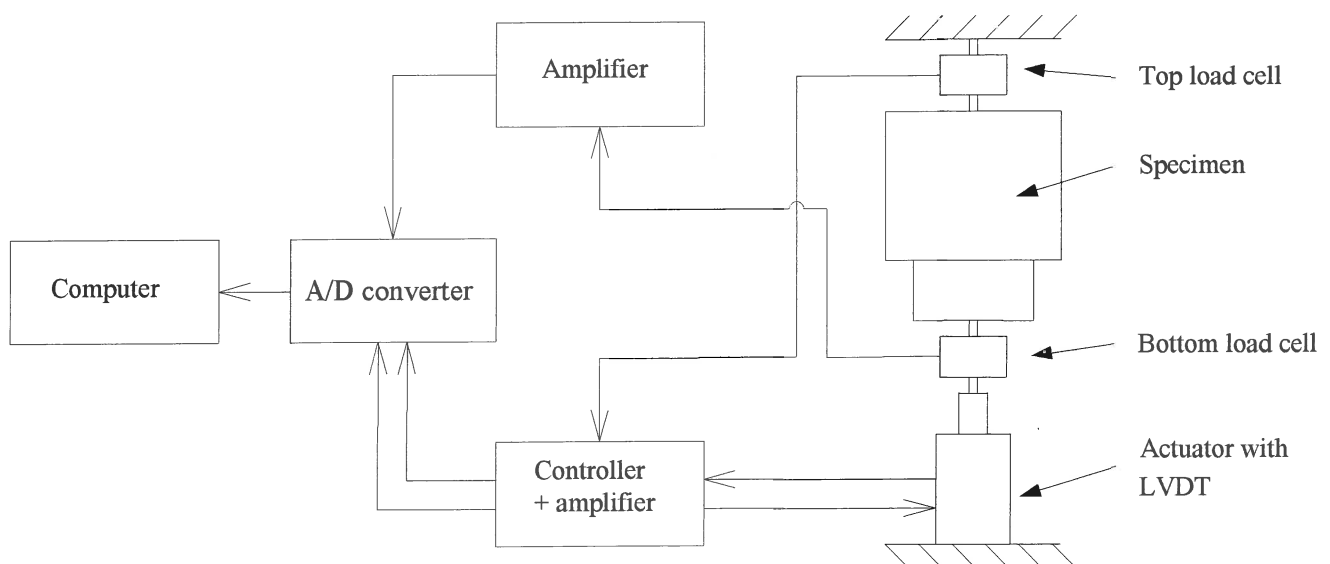 Amplifier
Top load cell
Specimen
Computer
A/D converter
Bottom load cell
Controller
+ amplifier
Actuator with
LVDT